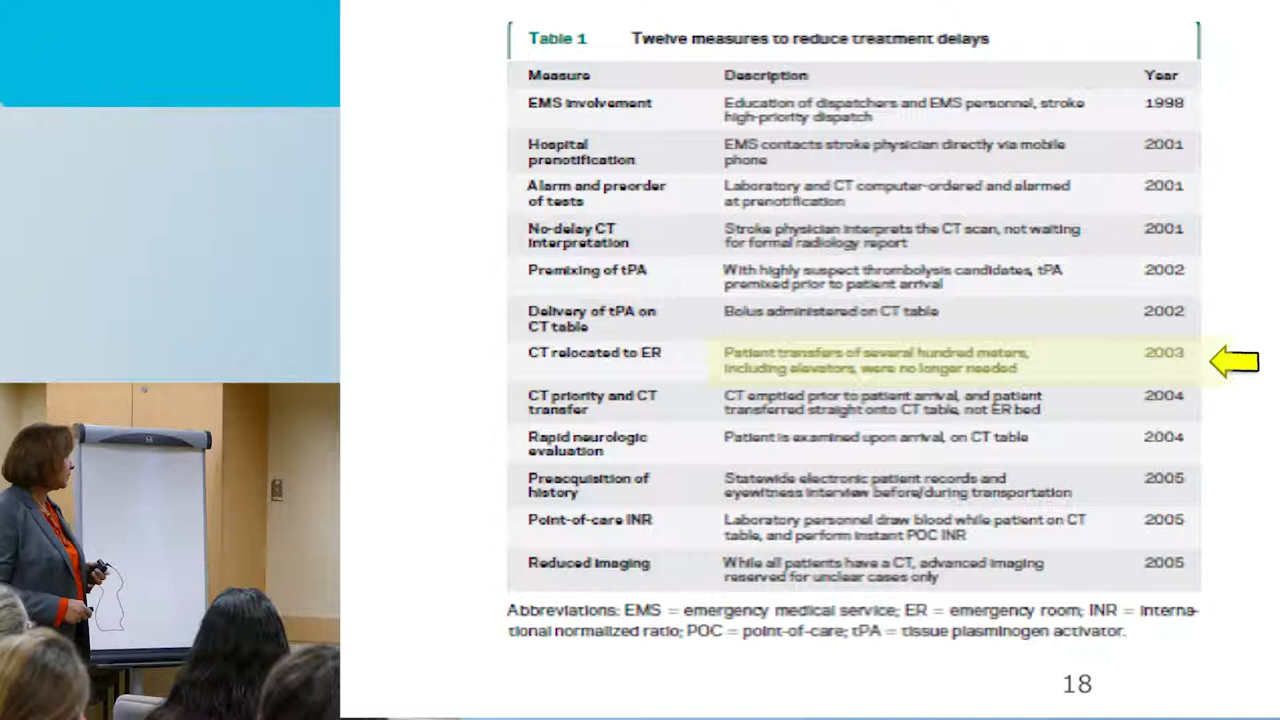 Table 1 Twelve measures to reduce treatment delays
Measure Description Year
EMS involvement Education of dispatchers and EMS personnel, stroke 1998
high-priority dispatch
Hospital EMS contacts stroke physician directly via mobile 2001
prenotification phone
Alarm and preorder Laboratory and CT computer-ordered and alarmed 2001
of tests at prenotification
No-delay CT Stroke physician interprets the CT scan, not waiting 2001
interpretation for formal radiology report
Premixing of tPA With highly suspect thrombolysis candidates, tPA 2002
premixed prior to patient arrival
Delivery of tPA on Bolus administered on CT table 2002
CT table
CT relocated to ER Patient transfers of several hundred meters, 2003
including elevators, were no longer needed
CT priority and CT CT emptied prior to patient arrival, and patient 2004
transfer transferred straight onto CT table, not ER bed
Rapid neurologic Patient is examined upon arrival, on CT table 2004
evaluation
Preacquisition of Statewide electronic patient records and 2005
history eyewitness interview before/during transportation
Point-of-care INR Laboratory personnel draw blood while patient on CT 2005
table, and perform instant POC INR
Reduced imaging While all patients have a CT, advanced imaging 2005
reserved for unclear cases only
Abbreviations: EMS = emergency medical service; ER = emergency room; INR = interna-
tional normalized ratio; POC = point-of-care; tPA = tissue plasminogen activator.
18